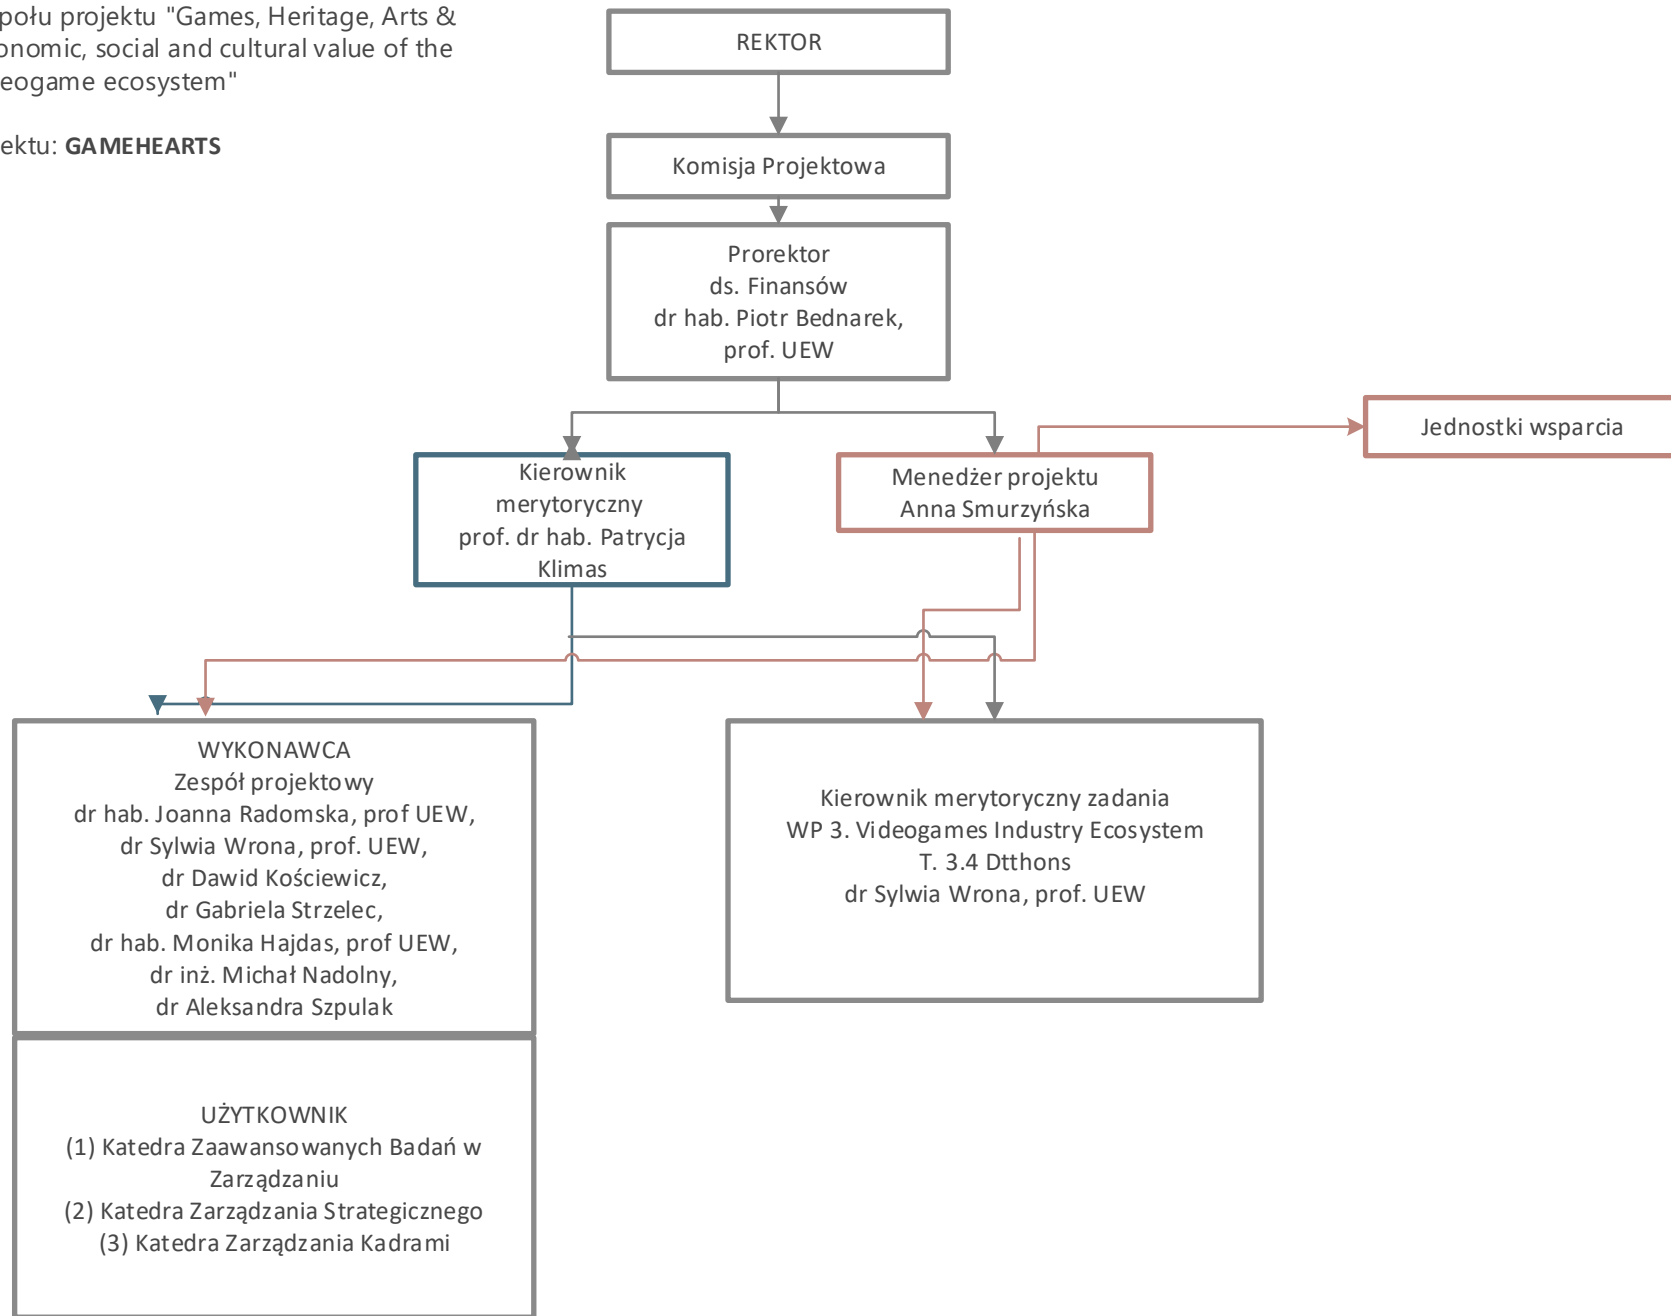 połu projektu "Games, Heritage, Arts &
onomic, social and cultural value of the
eogame ecosystem"
ektu: GAMEHEARTS
REKTOR
Komisja Projektowa
Prorektor
ds. Finansów
dr hab. Piotr Bednarek,
prof. UEW
Jednostki wsparcia
Kierownik
merytoryczny
prof. dr hab. Patrycja
Klimas
Menedżer projektu
Anna Smurzyńska
WYKONAWCA
Zespół projektowy
dr hab. Joanna Radomska, prof UEW,
dr Sylwia Wrona, prof. UEW,
dr Dawid Kościewicz,
dr Gabriela Strzelec,
dr hab. Monika Hajdas, prof UEW,
dr inż. Michał Nadolny,
dr Aleksandra Szpulak
Kierownik merytoryczny zadania
WP 3. Videogames Industry Ecosystem
T. 3.4 Dtthons
dr Sylwia Wrona, prof. UEW
UŻYTKOWNIK
(1) Katedra Zaawansowanych Badań w
Zarządzaniu
(2) Katedra Zarządzania Strategicznego
(3) Katedra Zarządzania Kadrami